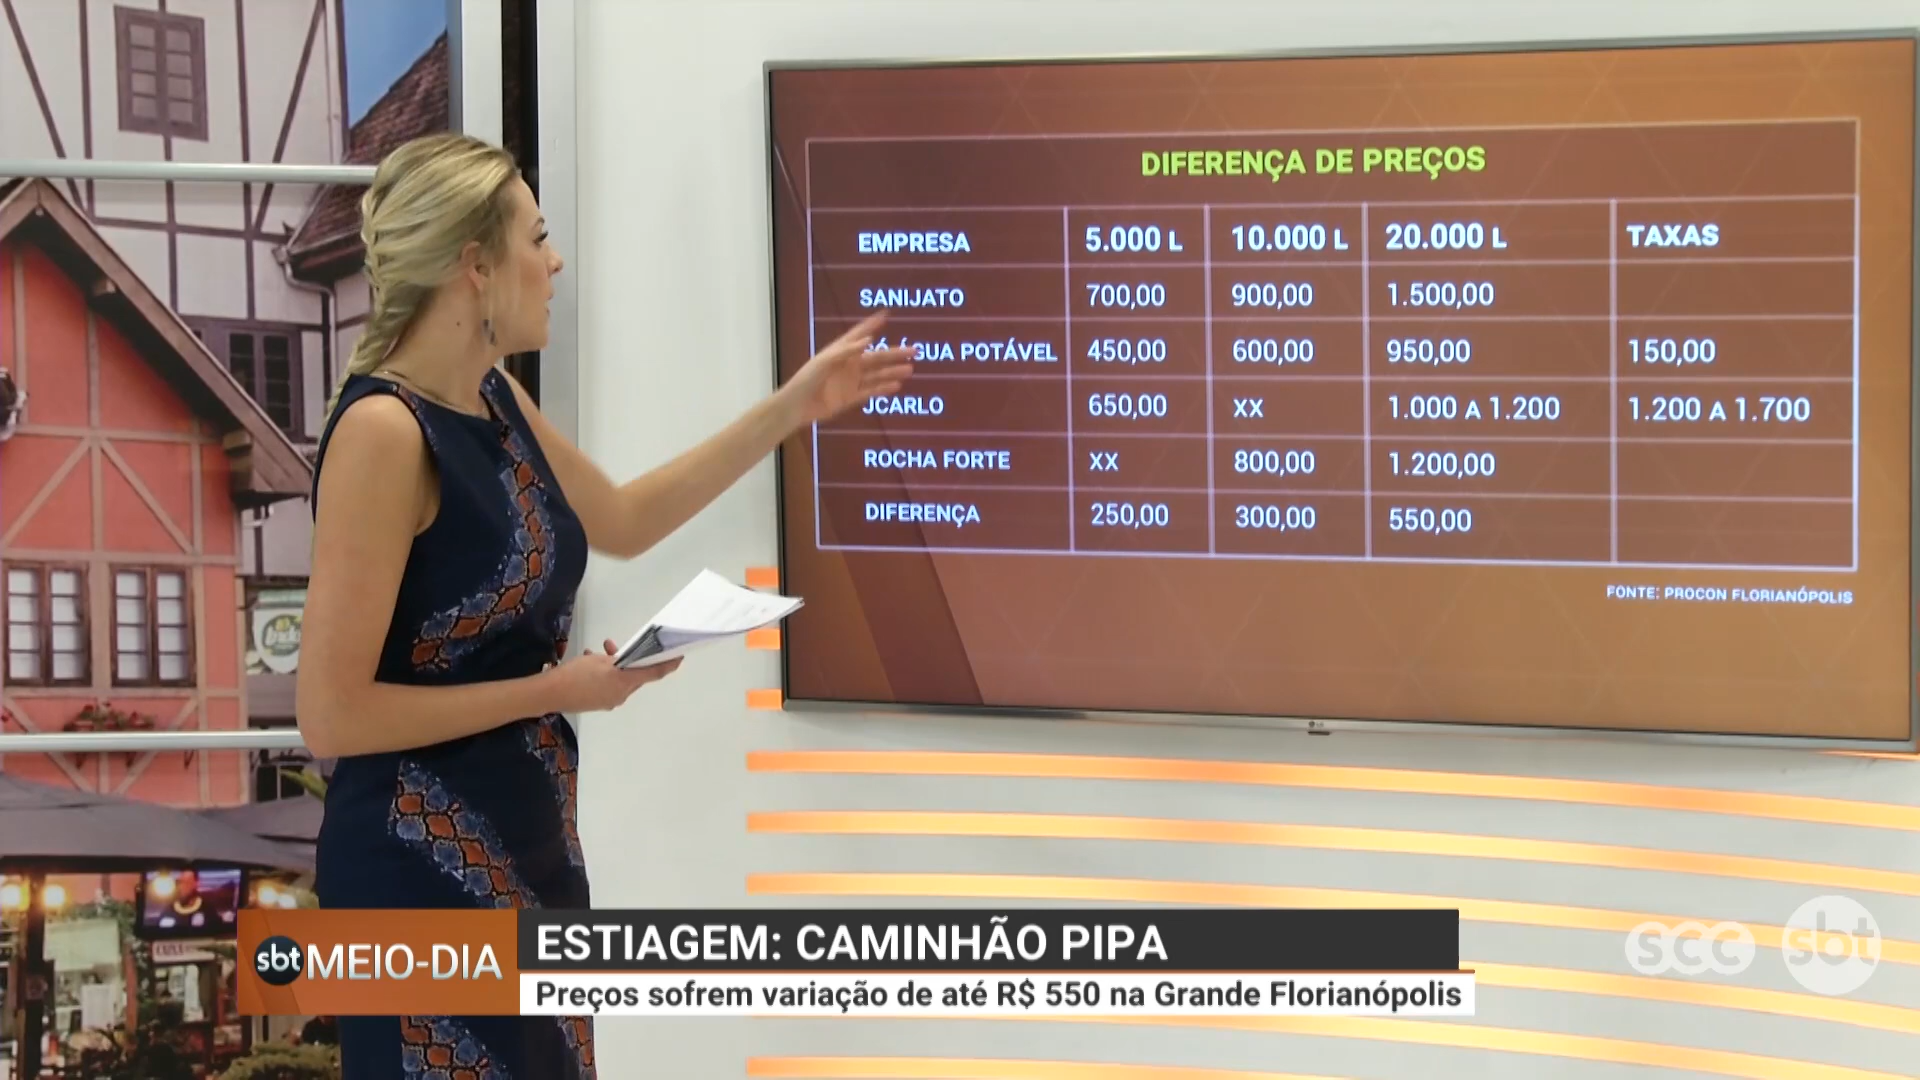 DIFERENÇA DE PREÇOS
EMPRESA 5.000 L 10.000 L 20.000 L TAXAS
SANIJATO 700,00 900,00 1.500,00
SÓ ÁGUA POTÁVEL 450,00 600,00 950,00 150,00
JCARLO 650,00 XX 1.000 A 1.200 1.200 A 1.700
ROCHA FORTE XX 800,00 1.200,00
DIFERENÇA 250,00 300,00 550,00
FONTE: PROCON FLORIANÓPOLIS
LG
sbt MEIO-DIA
ESTIAGEM: CAMINHÃO PIPA
Preços sofrem variação de até R$ 550 na Grande Florianópolis
scc sbt